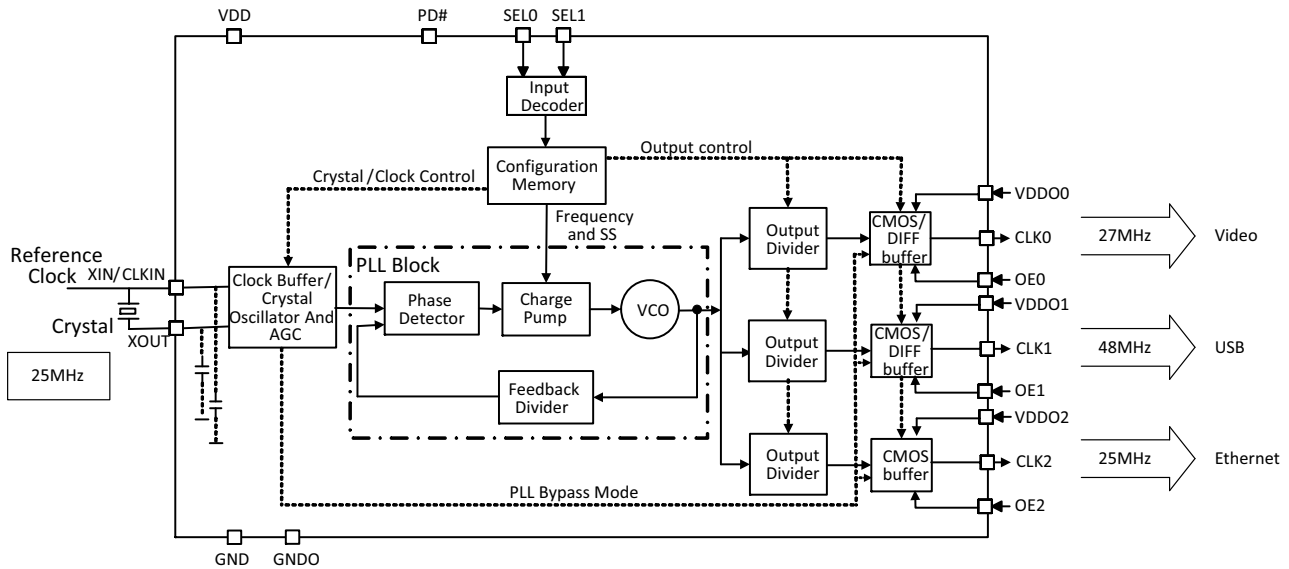 VDD
PD#
SEL0
SEL1
Input
Decoder
Configuration
Memory
Output control
Crystal/Clock Control
Frequency
and SS
Reference
Clock
XIN/CLKIN
Crystal
XOUT
25MHz
Clock Buffer/
Crystal
Oscillator And
AGC
PLL Block
Phase
Detector
Charge
Pump
VCO
Feedback
Divider
Output
Divider
Output
Divider
Output
Divider
CMOS/
DIFF
buffer
CMOS/
DIFF
buffer
CMOS
buffer
PLL Bypass Mode
VDDO0
CLK0
OE0
VDDO1
CLK1
OE1
VDDO2
CLK2
OE2
27MHz
Video
48MHz
USB
25MHz
Ethernet
GND
GNDO